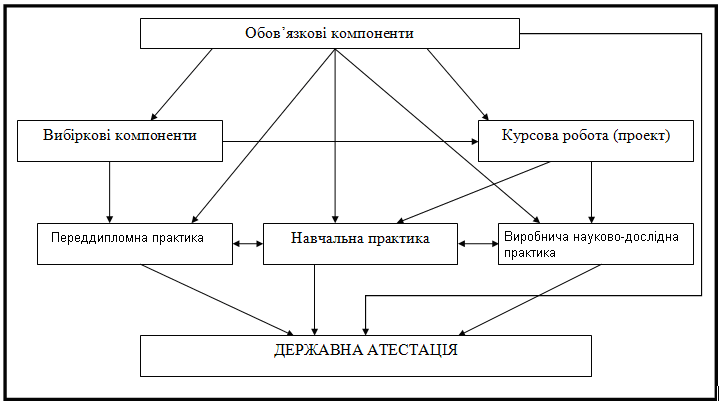 Обов’язкові компоненти
Вибіркові компоненти
Курсова робота (проект)
Переддипломна практика
Навчальна практика
Виробнича науково-дослідна
практика
ДЕРЖАВНА АТЕСТАЦІЯ